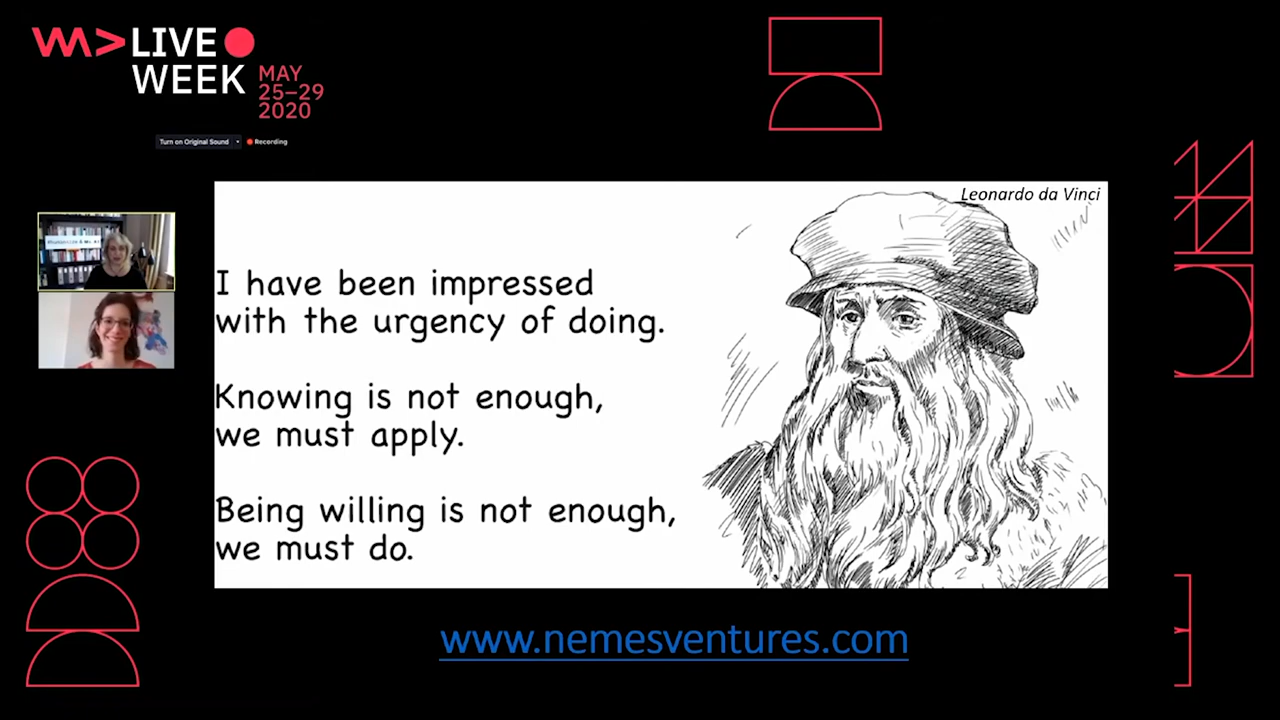 LIVE
WEEK
MAY
25–29
2020
Turn on Original Sound
Recording
Leonardo da Vinci
I have been impressed
with the urgency of doing.
Knowing is not enough,
we must apply.
Being willing is not enough,
we must do.
www.nemesventures.com